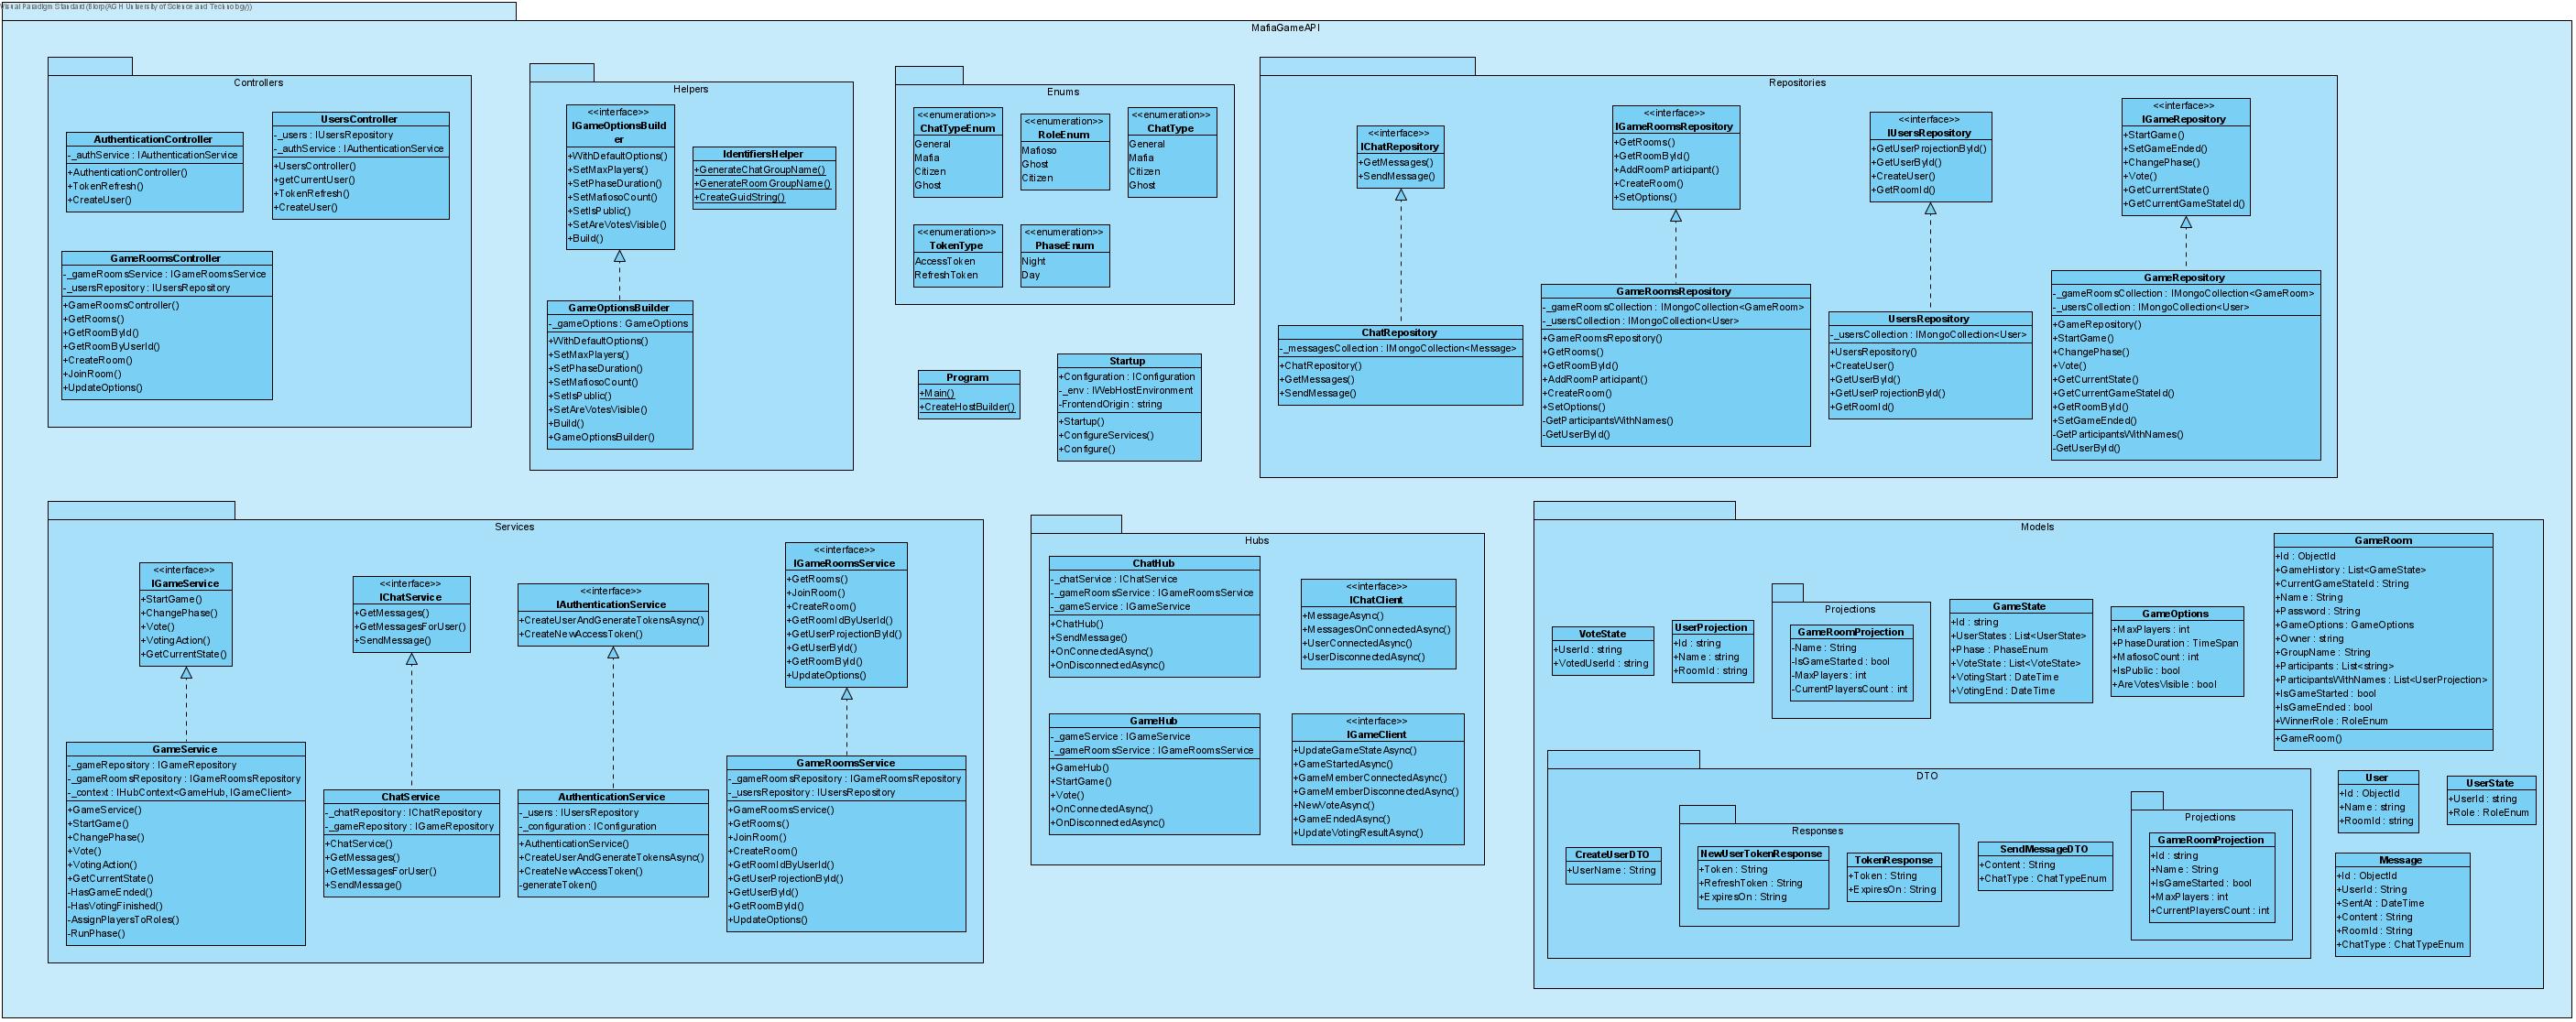 Visual Paradigm Standard (Biorp(AGH University of Science and Technology))
MafiaGameAPI
Controllers
AuthenticationController
-_authService : IAuthenticationService
+AuthenticationController()
+TokenRefresh()
+CreateUser()
UsersController
-_users : IUsersRepository
-_authService : IAuthenticationService
+UsersController()
+getCurrentUser()
+TokenRefresh()
+CreateUser()
GameRoomsController
-_gameRoomsService : IGameRoomsService
-_usersRepository : IUsersRepository
+GameRoomsController()
+GetRooms()
+GetRoomById()
+GetRoomByUserId()
+CreateRoom()
+JoinRoom()
+UpdateOptions()
Helpers
<<interface>>
IGameOptionsBuild
er
+WithDefaultOptions()
+SetMaxPlayers()
+SetPhaseDuration()
+SetMafiosoCount()
+SetIsPublic()
+SetAreVotesVisible()
+Build()
IdentifiersHelper
+GenerateChatGroupName()
+GenerateRoomGroupName()
+CreateGuidString()
GameOptionsBuilder
-_gameOptions : GameOptions
+WithDefaultOptions()
+SetMaxPlayers()
+SetPhaseDuration()
+SetMafiosoCount()
+SetIsPublic()
+SetAreVotesVisible()
+Build()
+GameOptionsBuilder()
Enums
<<enumeration>>
ChatTypeEnum
General
Mafia
Citizen
Ghost
<<enumeration>>
RoleEnum
Mafioso
Ghost
Citizen
<<enumeration>>
ChatType
General
Mafia
Citizen
Ghost
<<enumeration>>
TokenType
AccessToken
RefreshToken
<<enumeration>>
PhaseEnum
Night
Day
Program
+Main()
+CreateHostBuilder()
Startup
+Configuration : IConfiguration
-_env : IWebHostEnvironment
-FrontendOrigin : string
+Startup()
+ConfigureServices()
+Configure()
Repositories
<<interface>>
IChatRepository
+GetMessages()
+SendMessage()
<<interface>>
IGameRoomsRepository
+GetRooms()
+GetRoomById()
+AddRoomParticipant()
+CreateRoom()
+SetOptions()
<<interface>>
IUsersRepository
+GetUserProjectionById()
+GetUserById()
+CreateUser()
+GetRoomId()
<<interface>>
IGameRepository
+StartGame()
+SetGameEnded()
+ChangePhase()
+Vote()
+GetCurrentState()
+GetCurrentGameStateId()
ChatRepository
-_messagesCollection : IMongoCollection<Message>
+ChatRepository()
+GetMessages()
+SendMessage()
GameRoomsRepository
-_gameRoomsCollection : IMongoCollection<GameRoom>
-_usersCollection : IMongoCollection<User>
+GameRoomsRepository()
+GetRooms()
+GetRoomById()
+AddRoomParticipant()
+CreateRoom()
+SetOptions()
-GetParticipantsWithNames()
-GetUserById()
UsersRepository
-_usersCollection : IMongoCollection<User>
+UsersRepository()
+CreateUser()
+GetUserById()
+GetUserProjectionById()
+GetRoomId()
GameRepository
-_gameRoomsCollection : IMongoCollection<GameRoom>
-_usersCollection : IMongoCollection<User>
+GameRepository()
+StartGame()
+ChangePhase()
+Vote()
+GetCurrentState()
+GetCurrentGameStateId()
+GetRoomById()
+SetGameEnded()
-GetParticipantsWithNames()
-GetUserById()
Services
<<interface>>
IGameService
+StartGame()
+ChangePhase()
+Vote()
+VotingAction()
+GetCurrentState()
<<interface>>
IChatService
+GetMessages()
+GetMessagesForUser()
+SendMessage()
<<interface>>
IAuthenticationService
+CreateUserAndGenerateTokensAsync()
+CreateNewAccessToken()
<<interface>>
IGameRoomsService
+GetRooms()
+JoinRoom()
+CreateRoom()
+GetRoomIdByUserId()
+GetUserProjectionById()
+GetUserById()
+GetRoomById()
+UpdateOptions()
GameService
-_gameRepository : IGameRepository
-_gameRoomsRepository : IGameRoomsRepository
-_context : IHubContext<GameHub, IGameClient>
+GameService()
+StartGame()
+ChangePhase()
+Vote()
+VotingAction()
+GetCurrentState()
-HasGameEnded()
-HasVotingFinished()
-AssignPlayersToRoles()
-RunPhase()
ChatService
-_chatRepository : IChatRepository
-_gameRepository : IGameRepository
+ChatService()
+GetMessages()
+GetMessagesForUser()
+SendMessage()
AuthenticationService
-_users : IUsersRepository
-_configuration : IConfiguration
+AuthenticationService()
+CreateUserAndGenerateTokensAsync()
+CreateNewAccessToken()
-generateToken()
GameRoomsService
-_gameRoomsRepository : IGameRoomsRepository
-_usersRepository : IUsersRepository
+GameRoomsService()
+GetRooms()
+JoinRoom()
+CreateRoom()
+GetRoomIdByUserId()
+GetUserProjectionById()
+GetUserById()
+GetRoomById()
+UpdateOptions()
Hubs
ChatHub
-_chatService : IChatService
-_gameRoomsService : IGameRoomsService
-_gameService : IGameService
+ChatHub()
+SendMessage()
+OnConnectedAsync()
+OnDisconnectedAsync()
<<interface>>
IChatClient
+MessageAsync()
+MessagesOnConnectedAsync()
+UserConnectedAsync()
+UserDisconnectedAsync()
GameHub
-_gameService : IGameService
-_gameRoomsService : IGameRoomsService
+GameHub()
+StartGame()
+Vote()
+OnConnectedAsync()
+OnDisconnectedAsync()
<<interface>>
IGameClient
+UpdateGameStateAsync()
+GameStartedAsync()
+GameMemberConnectedAsync()
+GameMemberDisconnectedAsync()
+NewVoteAsync()
+GameEndedAsync()
+UpdateVotingResultAsync()
Models
VoteState
+UserId : string
+VotedUserId : string
UserProjection
+Id : string
+Name : string
+RoomId : string
Projections
GameRoomProjection
-Name : String
-IsGameStarted : bool
-MaxPlayers : int
-CurrentPlayersCount : int
GameState
+Id : string
+UserStates : List<UserState>
+Phase : PhaseEnum
+VoteState : List<VoteState>
+VotingStart : DateTime
+VotingEnd : DateTime
GameOptions
+MaxPlayers : int
+PhaseDuration : TimeSpan
+MafiosoCount : int
+IsPublic : bool
+AreVotesVisible : bool
GameRoom
+Id : ObjectId
+GameHistory : List<GameState>
+CurrentGameStateId : String
+Name : String
+Password : String
+GameOptions : GameOptions
+Owner : string
+GroupName : String
+Participants : List<string>
+ParticipantsWithNames : List<UserProjection>
+IsGameStarted : bool
+IsGameEnded : bool
+WinnerRole : RoleEnum
+GameRoom()
DTO
CreateUserDTO
+UserName : String
Responses
NewUserTokenResponse
+Token : String
+RefreshToken : String
+ExpiresOn : String
TokenResponse
+Token : String
+ExpiresOn : String
SendMessageDTO
+Content : String
+ChatType : ChatTypeEnum
Projections
GameRoomProjection
+Id : string
+Name : String
+IsGameStarted : bool
+MaxPlayers : int
+CurrentPlayersCount : int
User
+Id : ObjectId
+Name : string
+RoomId : string
UserState
+UserId : string
+Role : RoleEnum
Message
+Id : ObjectId
+UserId : String
+SentAt : DateTime
+Content : String
+RoomId : String
+ChatType : ChatTypeEnum